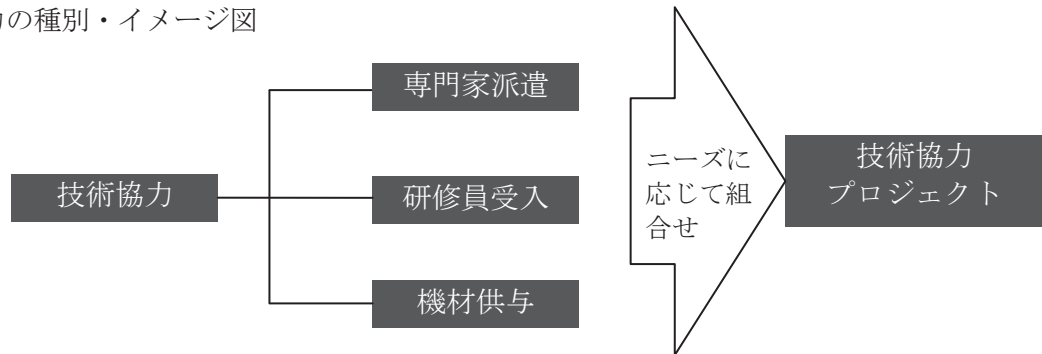 の種別・イメージ図
専門家派遣
技術協力
研修員受入
機材供与
ニーズに
応じて組
合せ
技術協力
プロジェクト